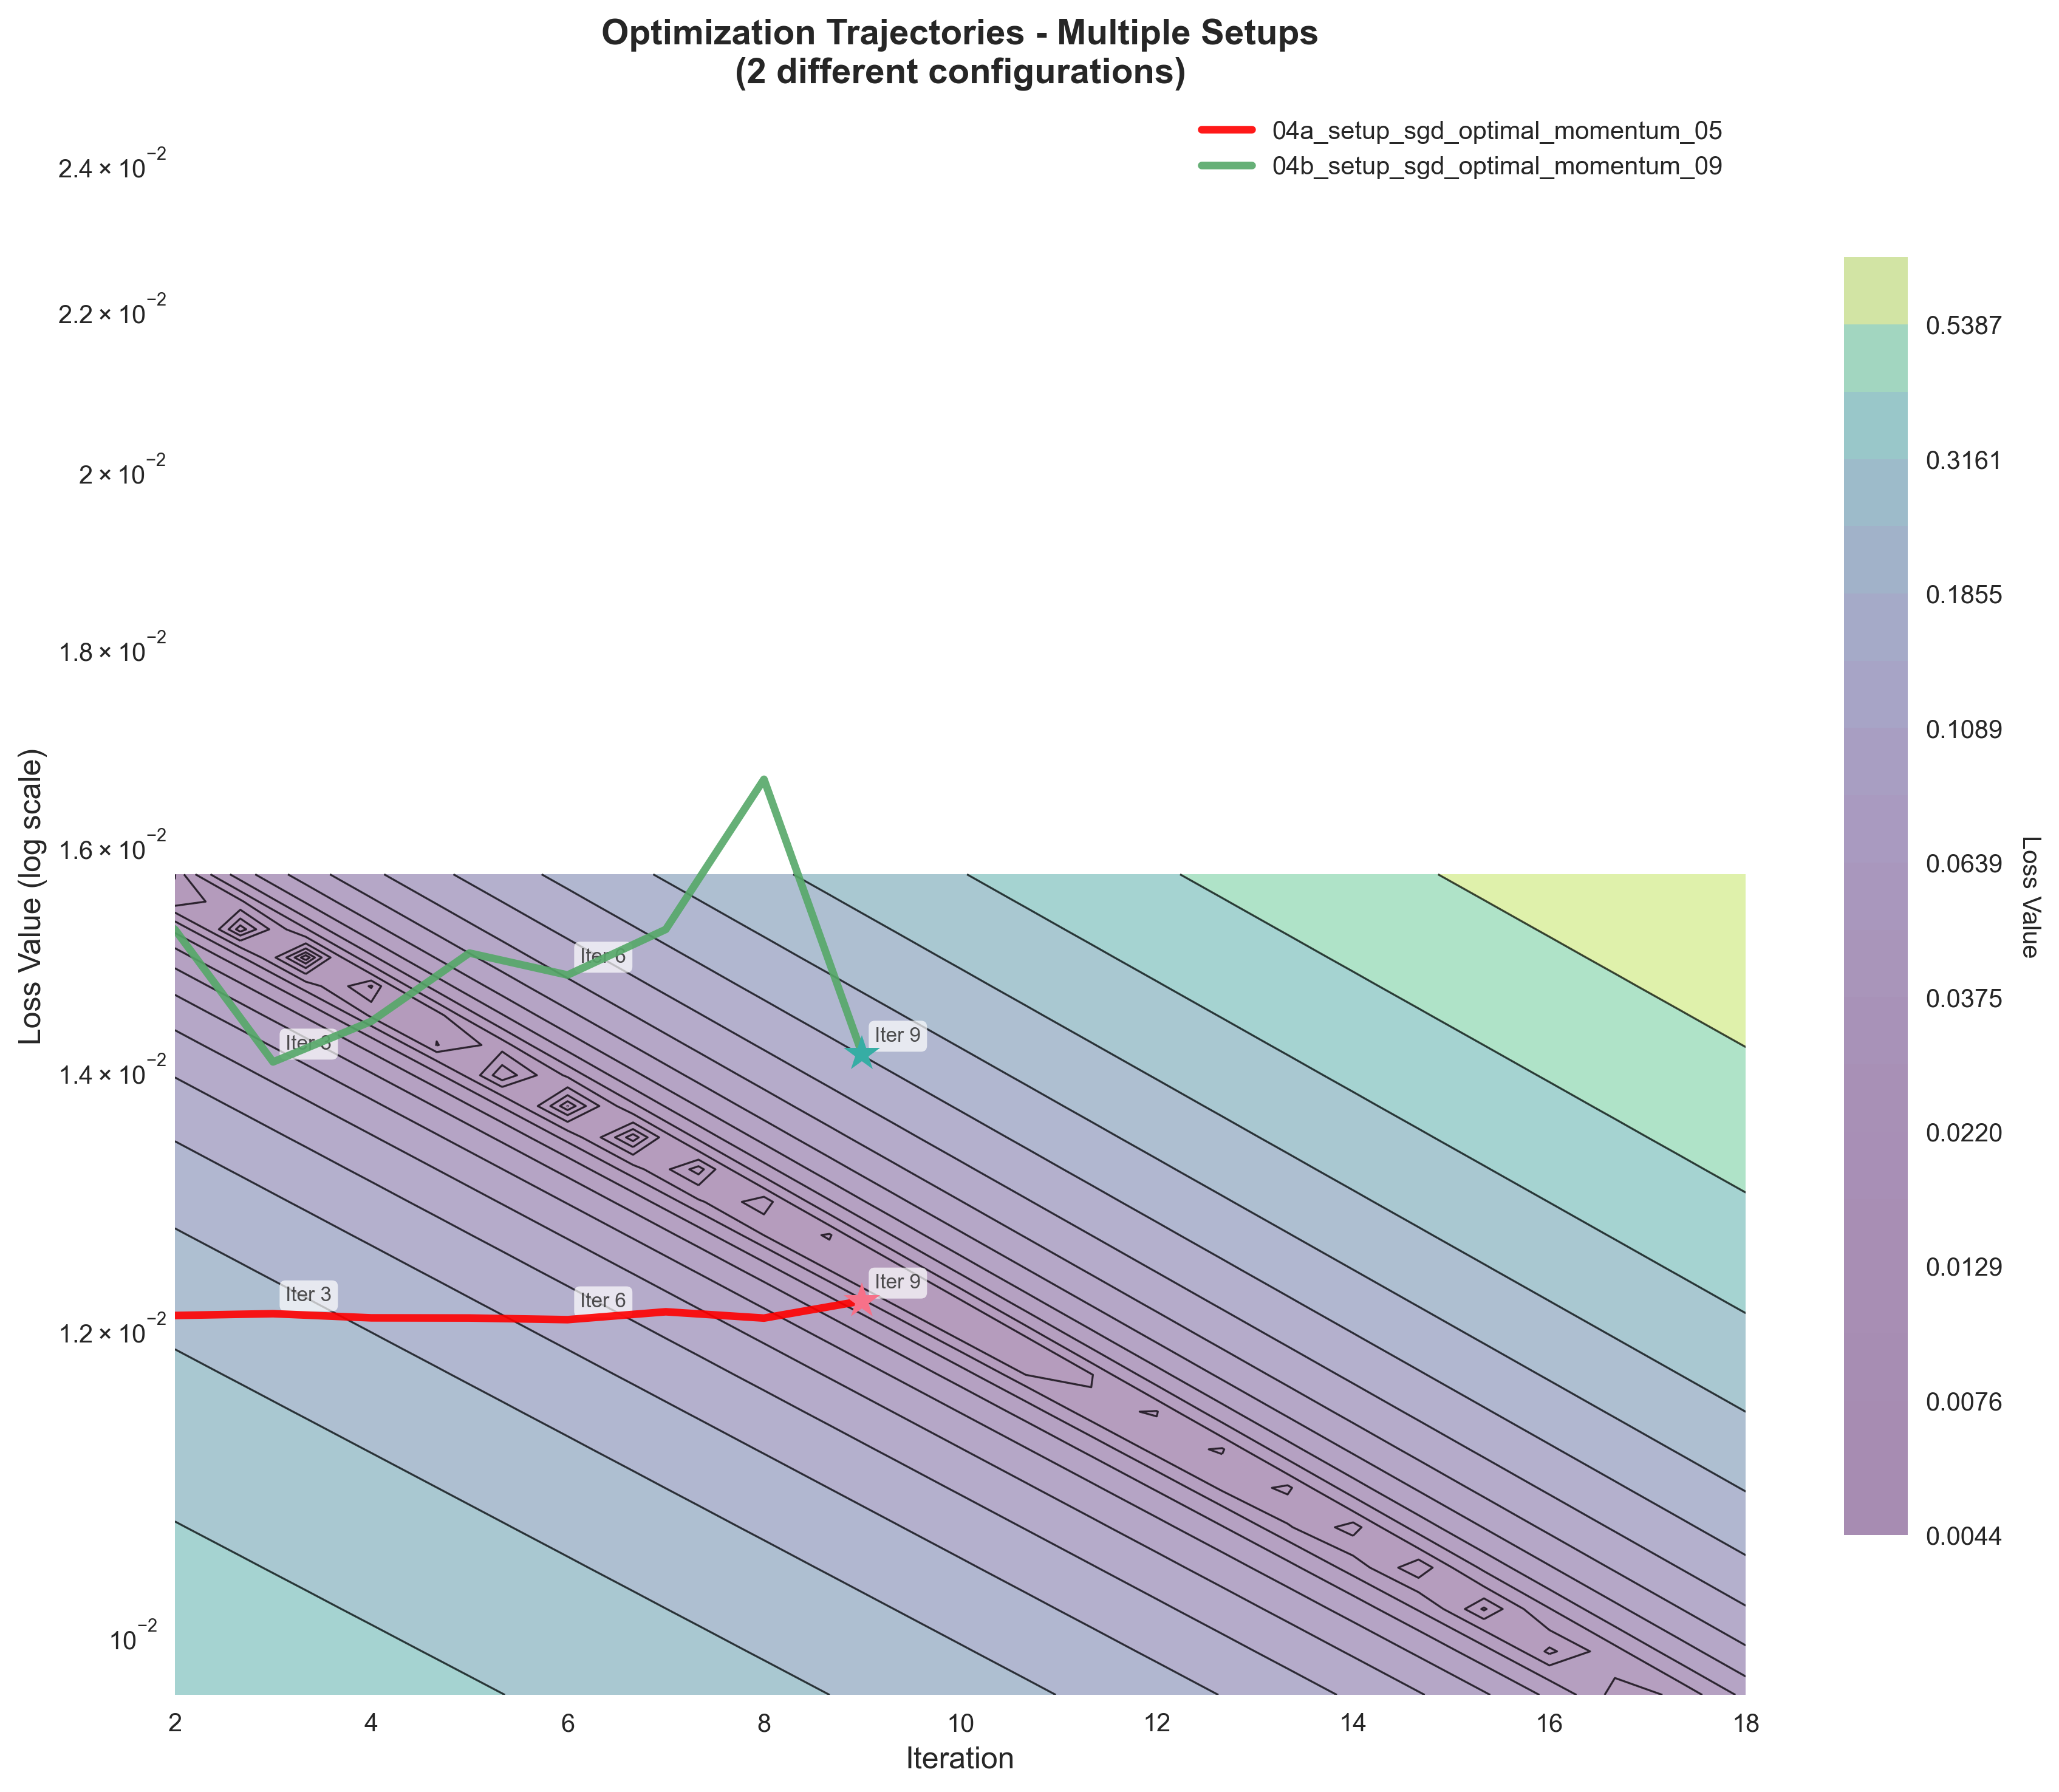 Optimization Trajectories - Multiple Setups
(2 different configurations)
04a_setup_sgd_optimal_momentum_05
04b_setup_sgd_optimal_momentum_09
2.4 × 10⁻²
2.2 × 10⁻²
2 × 10⁻²
1.8 × 10⁻²
1.6 × 10⁻²
1.4 × 10⁻²
1.2 × 10⁻²
10⁻²
Loss Value (log scale)
Iter 6
Iter 3
Iter 9
Iter 3
Iter 6
Iter 9
2 4 6 8 10 12 14 16 18
Iteration
0.5387
0.3161
0.1855
0.1089
0.0639
0.0375
0.0220
0.0129
0.0076
0.0044
Loss Value